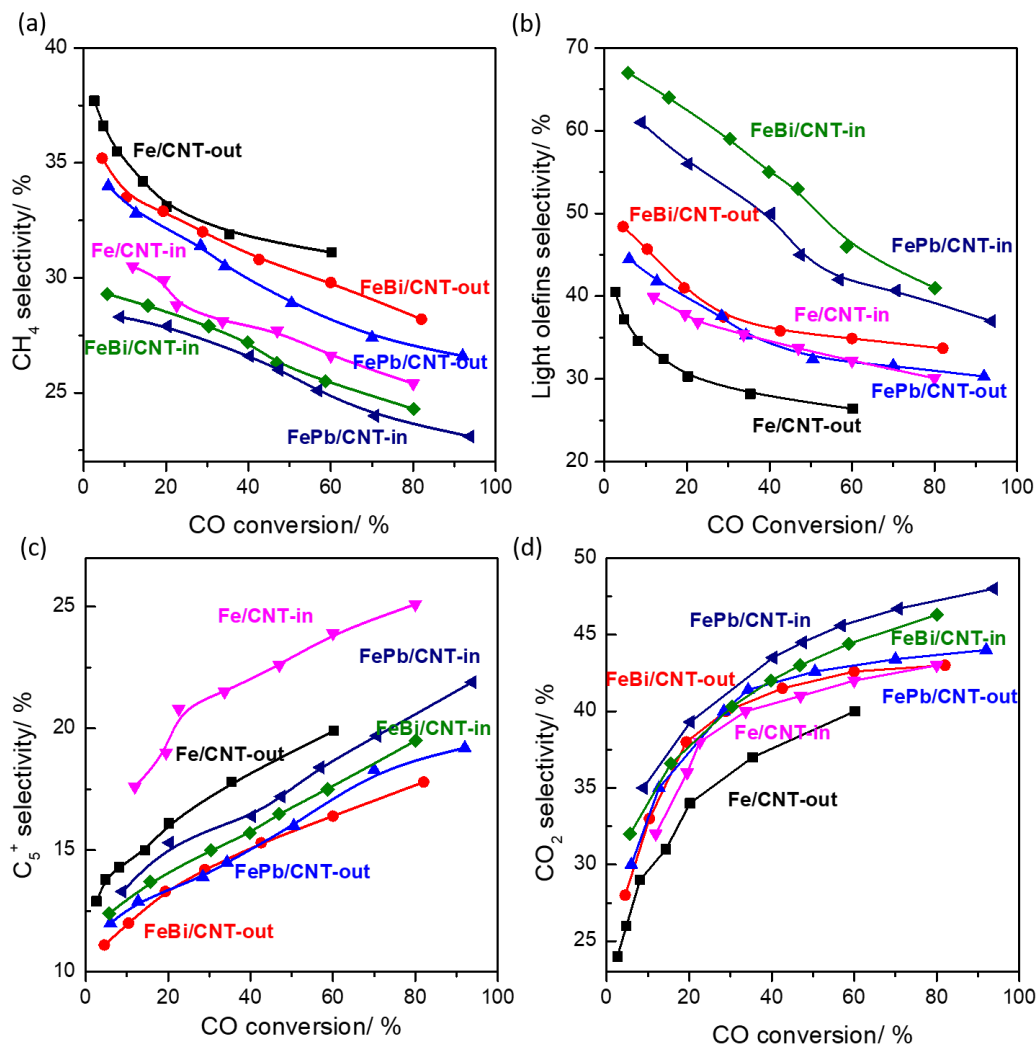 (a)
40
35
30
25
CH4 selectivity/ %
Fe/CNT-out
Fe/CNT-in
FeBi/CNT-out
FeBi/CNT-in
FePb/CNT-out
FePb/CNT-in
0 20 40 60 80 100
CO conversion/ %
(b)
70
60
50
40
30
20
Light olefins selectivity/ %
FeBi/CNT-in
FeBi/CNT-out
FePb/CNT-in
Fe/CNT-in
FePb/CNT-out
Fe/CNT-out
0 20 40 60 80 100
CO Conversion/ %
(c)
25
20
15
10
C5+ selectivity/ %
Fe/CNT-in
FePb/CNT-in
Fe/CNT-out
FeBi/CNT-in
FePb/CNT-out
FeBi/CNT-out
0 20 40 60 80 100
CO conversion/ %
(d)
50
45
40
35
30
25
CO2 selectivity/ %
FePb/CNT-in
FeBi/CNT-in
FeBi/CNT-out
FePb/CNT-out
Fe/CNT-in
Fe/CNT-out
0 20 40 60 80 100
CO conversion/ %